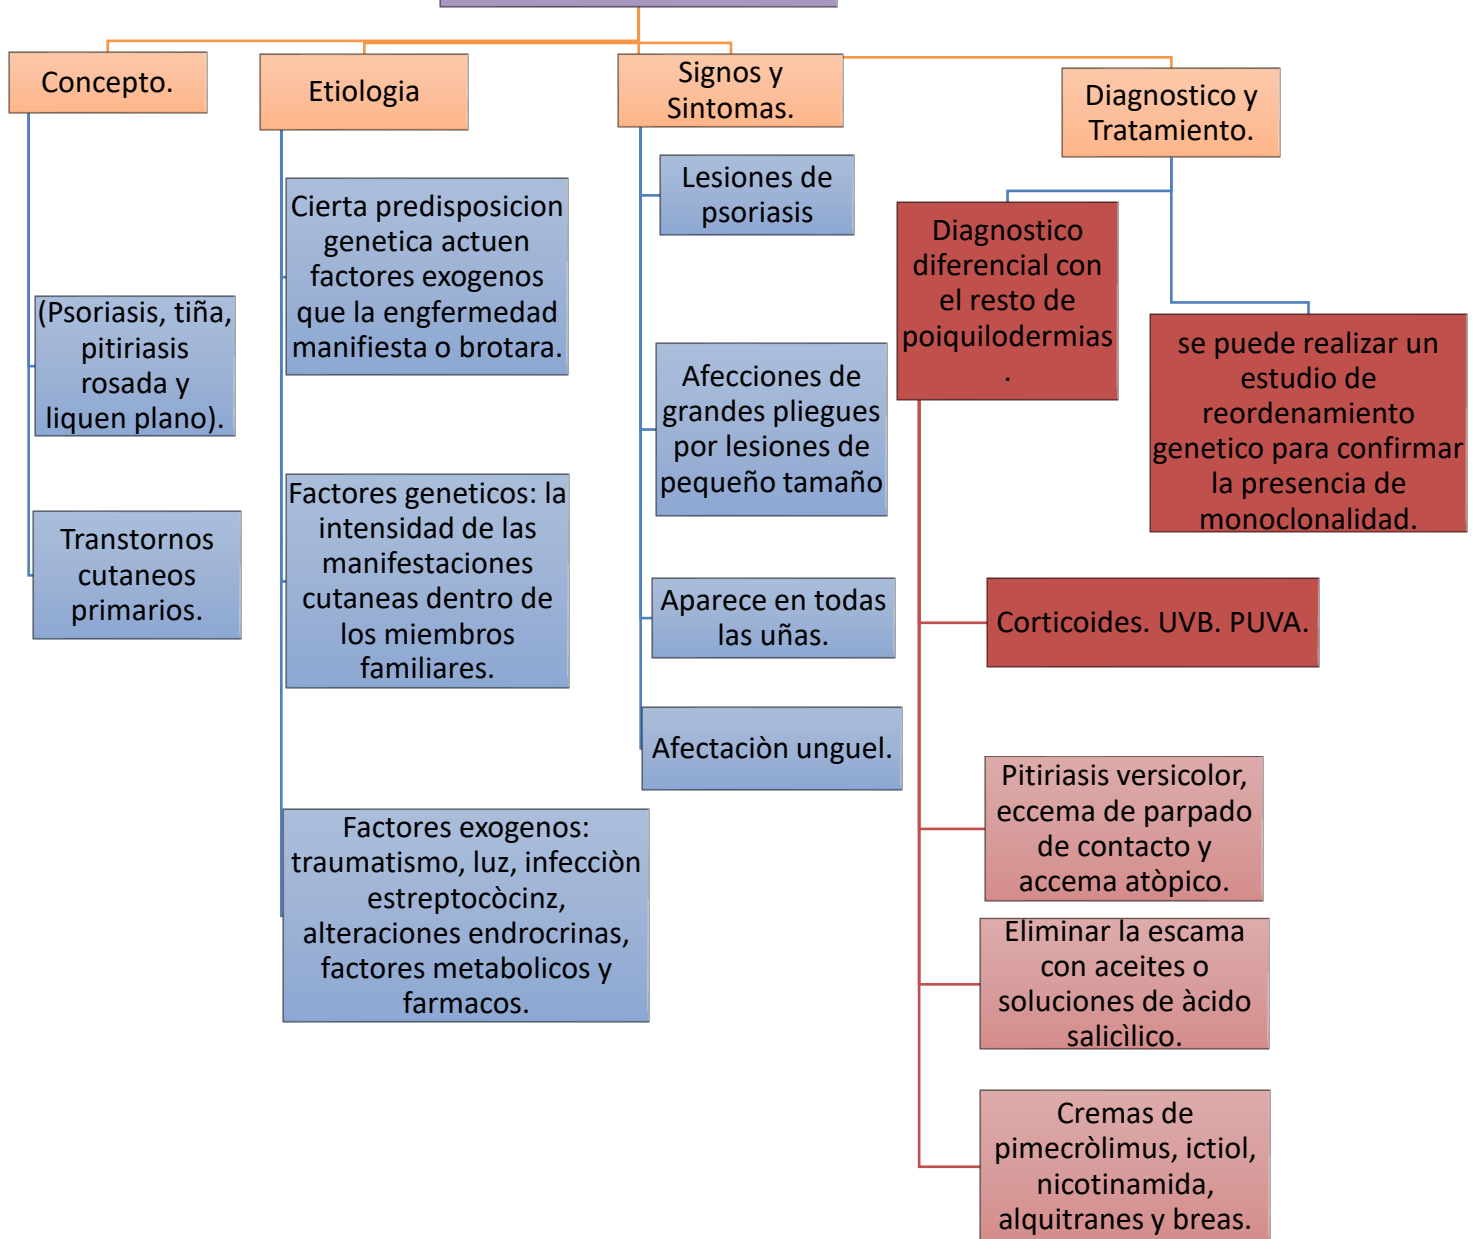 Concepto.
(Psoriasis, tiña,
pitiriasis
rosada y
liquen plano).
Transtornos
cutaneos
primarios.
Etiologia
Cierta predisposicion
genetica actuen
factores exogenos
que la engfermedad
manifiesta o brotara.
Factores geneticos: la
intensidad de las
manifestaciones
cutaneas dentro de
los miembros
familiares.
Factores exogenos:
traumatismo, luz, infecciòn
estreptocòcinz,
alteraciones endrocrinas,
factores metabolicos y
farmacos.
Signos y
Sintomas.
Lesiones de
psoriasis
Afecciones de
grandes pliegues
por lesiones de
pequeño tamaño
Aparece en todas
las uñas.
Afectaciòn unguel.
Diagnostico y
Tratamiento.
Diagnostico
diferencial con
el resto de
poiquilodermias
.
se puede realizar un
estudio de
reordenamiento
genetico para confirmar
la presencia de
monoclonalidad.
Corticoides. UVB. PUVA.
Pitiriasis versicolor,
eccema de parpado
de contacto y
accema atòpico.
Eliminar la escama
con aceites o
soluciones de àcido
salicìlico.
Cremas de
pimecròlimus, ictiol,
nicotinamida,
alquitranes y breas.